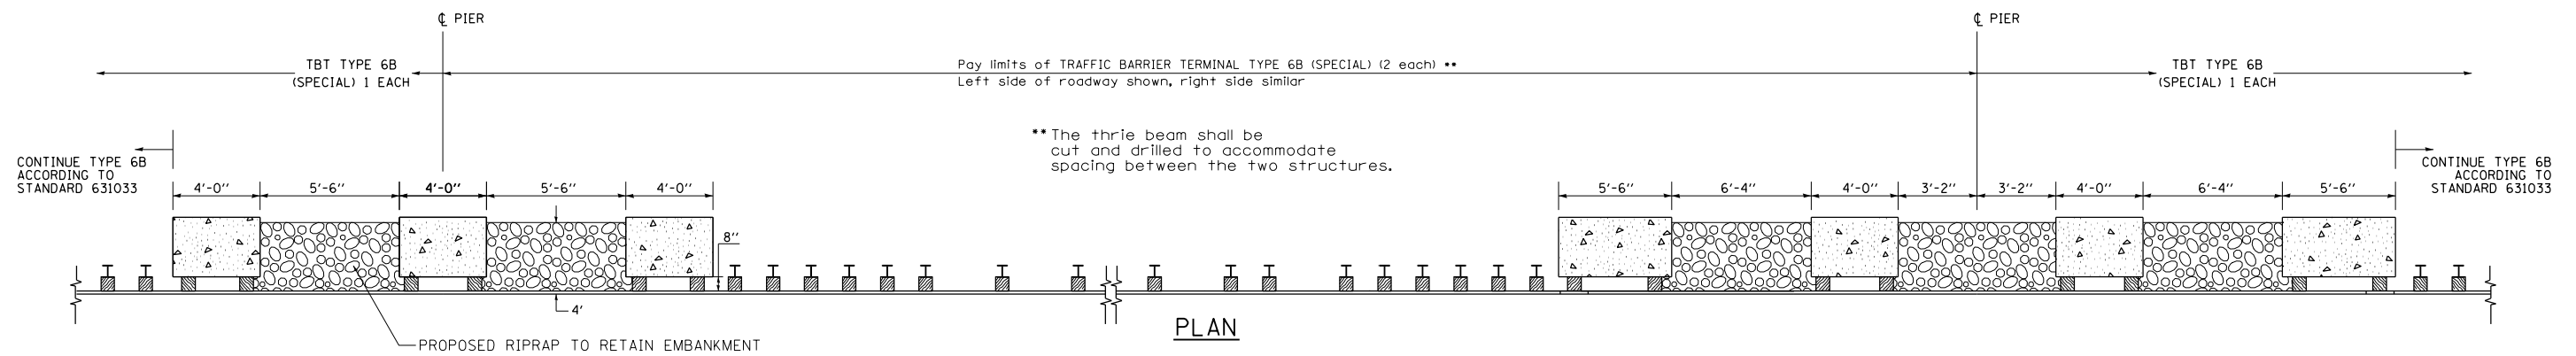 ℄ PIER
℄ PIER
TBT TYPE 6B
(SPECIAL) 1 EACH
Pay limits of TRAFFIC BARRIER TERMINAL TYPE 6B (SPECIAL) (2 each) **
Left side of roadway shown, right side similar
TBT TYPE 6B
(SPECIAL) 1 EACH
** The thrie beam shall be
cut and drilled to accommodate
spacing between the two structures.
CONTINUE TYPE 6B
ACCORDING TO
STANDARD 631033
CONTINUE TYPE 6B
ACCORDING TO
STANDARD 631033
4'-0" 5'-6" 4'-0" 5'-6" 4'-0"
5'-6" 6'-4" 4'-0" 3'-2" 3'-2" 4'-0" 6'-4" 5'-6"
8"
4'
PLAN
PROPOSED RIPRAP TO RETAIN EMBANKMENT